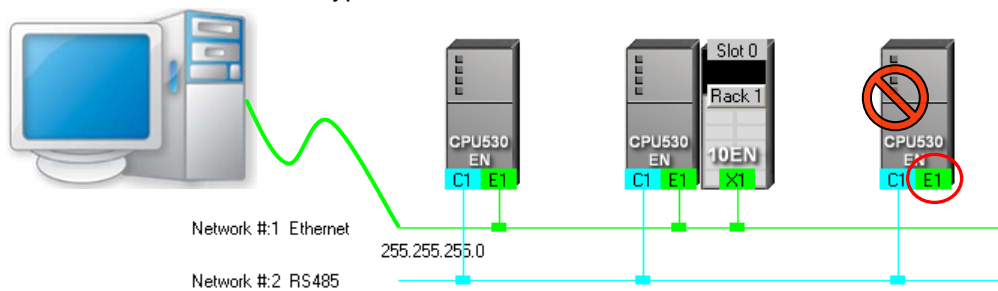 Slot 0
Rack 1
CPU530
EN
C1 E1
CPU530
EN
C1 E1
10EN
X1
CPU530
EN
C1 E1
Network #:1 Ethernet
255.255.255.0
Network #:2 RS485